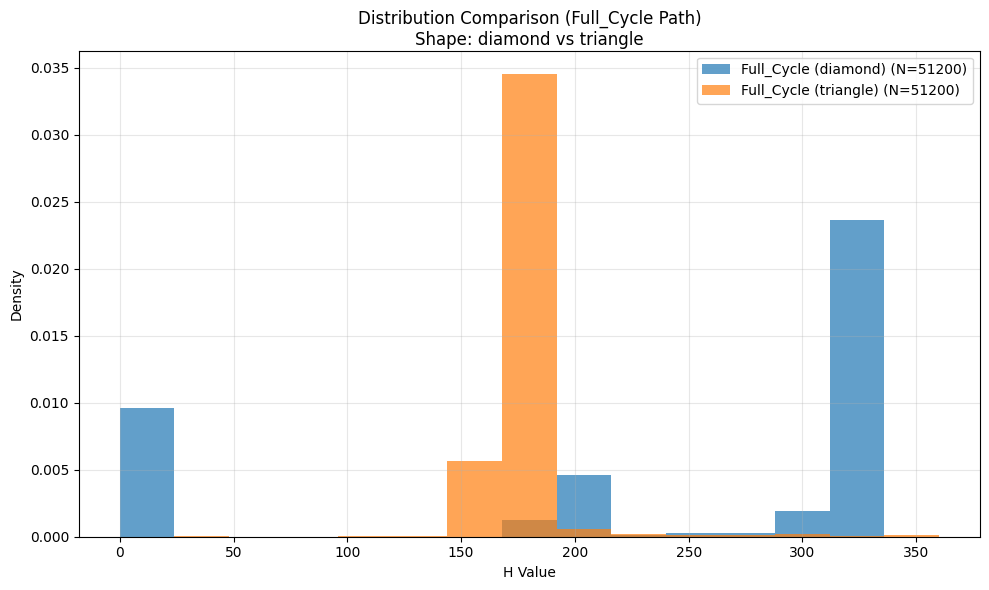 Distribution Comparison (Full_Cycle Path)
Shape: diamond vs triangle
Full_Cycle (diamond) (N=51200)
Full_Cycle (triangle) (N=51200)
Density
0.035
0.030
0.025
0.020
0.015
0.010
0.005
0.000
0 50 100 150 200 250 300 350
H Value